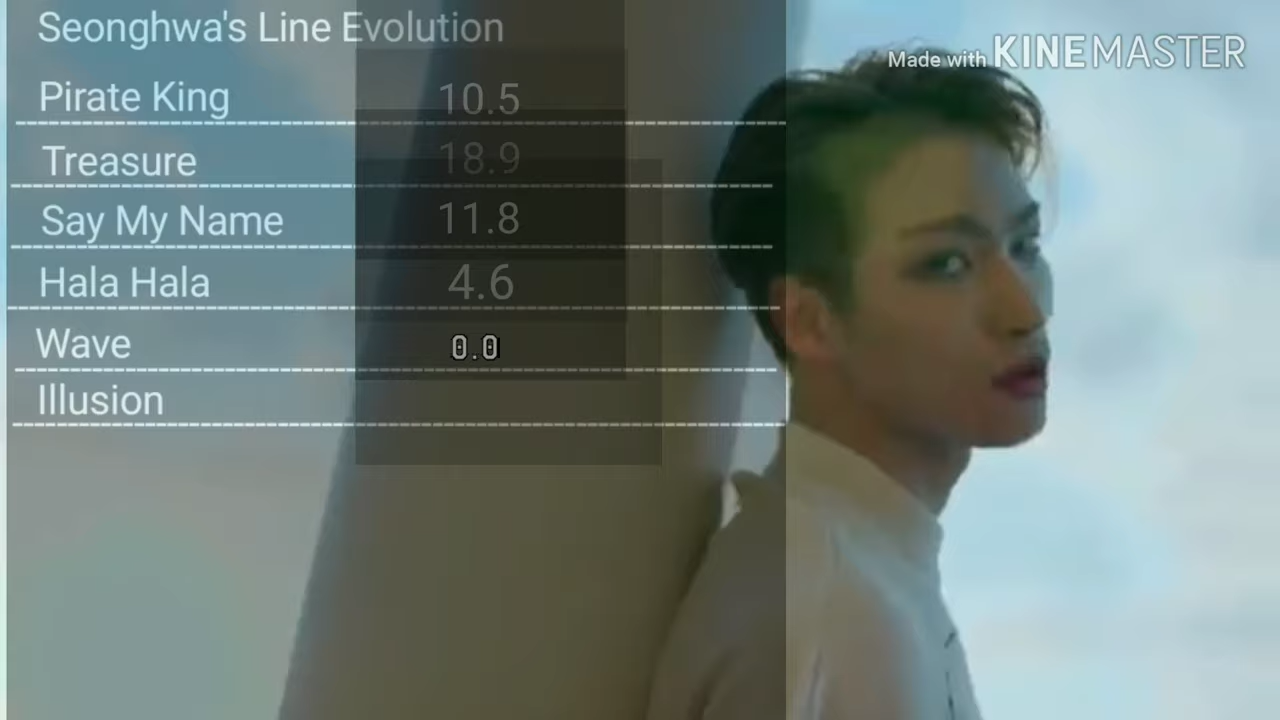 Seonghwa's Line Evolution
Made with KINEMASTER
Pirate King 10.5
Treasure 18.9
Say My Name 11.8
Hala Hala 4.6
Wave 0.0
Illusion